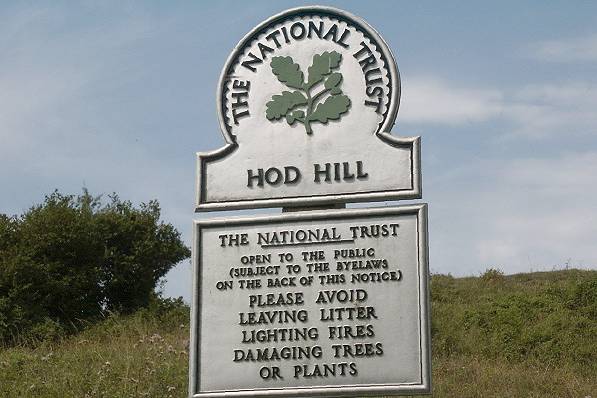 THE NATIONAL TRUST
HOD HILL
THE NATIONAL TRUST
OPEN TO THE PUBLIC
(SUBJECT TO THE BYELAWS
ON THE BACK OF THIS NOTICE)
PLEASE AVOID
LEAVING LITTER
LIGHTING FIRES
DAMAGING TREES
OR PLANTS